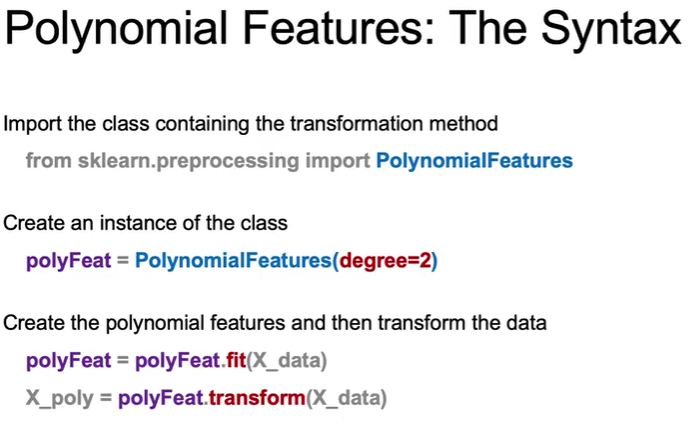 Polynomial Features: The Syntax
Import the class containing the transformation method
from sklearn.preprocessing import PolynomialFeatures
Create an instance of the class
polyFeat = PolynomialFeatures(degree=2)
Create the polynomial features and then transform the data
polyFeat = polyFeat.fit(X_data)
X_poly = polyFeat.transform(X_data)